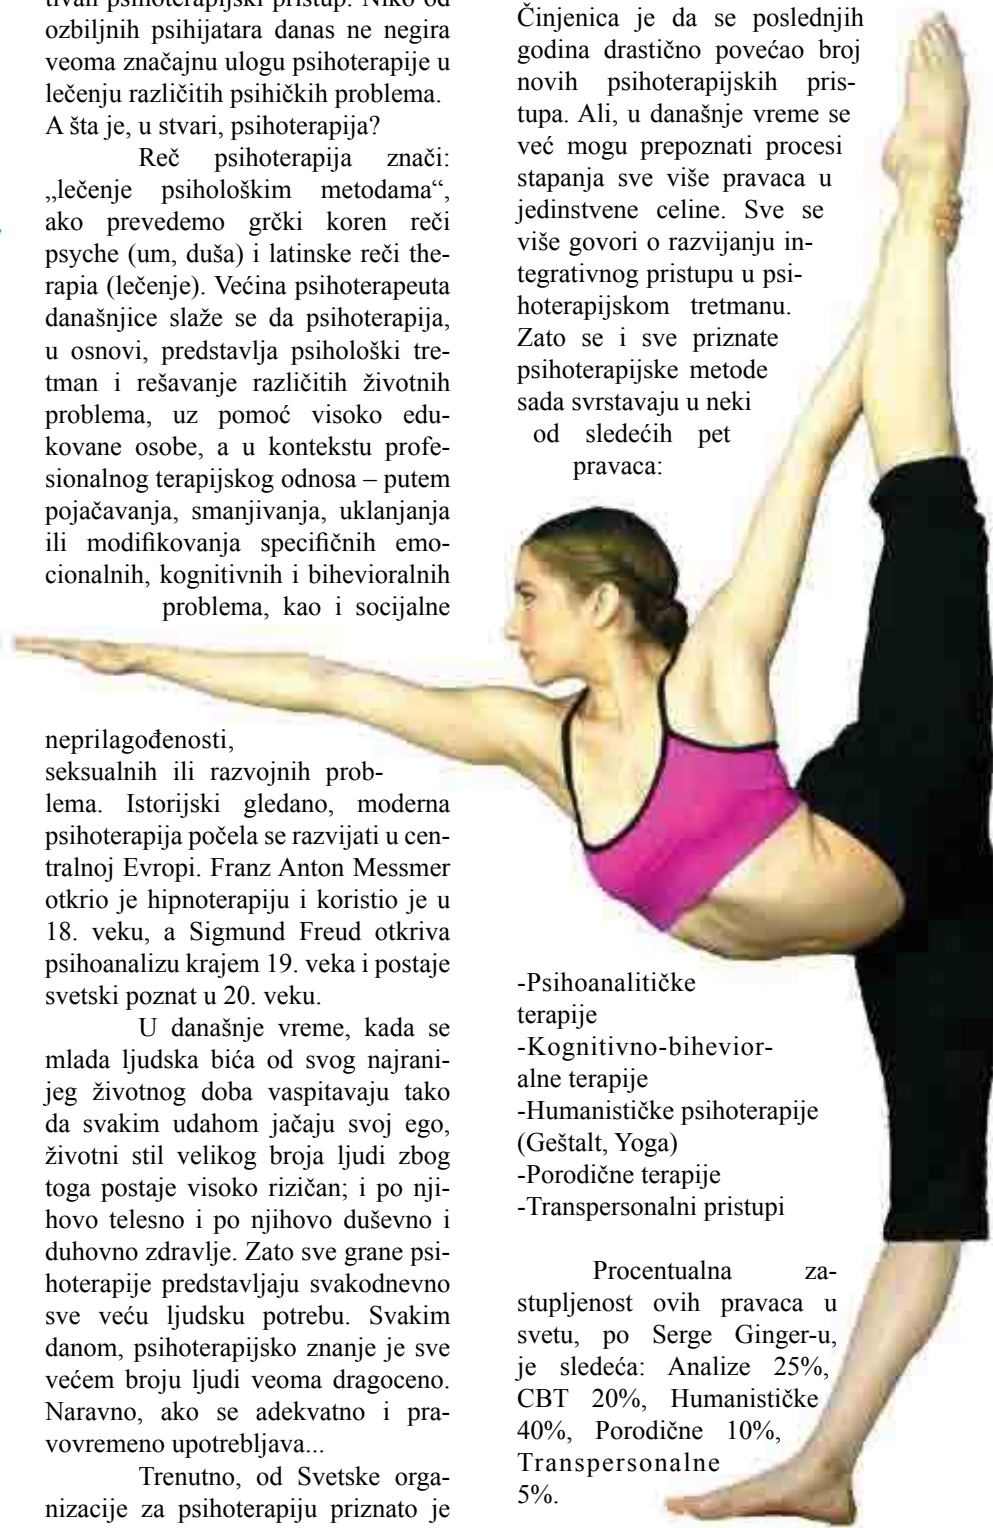 ozbiljnih psihijatara danas ne negira
veoma značajnu ulogu psihoterapije u
lečenju različitih psihičkih problema.
A šta je, u stvari, psihoterapija?
Reč psihoterapija znači:
„lečenje psihološkim metodama“,
ako prevedemo grčki koren reči
psyche (um, duša) i latinske reči the-
rapia (lečenje). Većina psihoterapeuta
današnjice slaže se da psihoterapija,
u osnovi, predstavlja psihološki tre-
tman i rešavanje različitih životnih
problema, uz pomoć visoko edu-
kovane osobe, a u kontekstu profe-
sionalnog terapijskog odnosa – putem
pojačavanja, smanjivanja, uklanjanja
ili modifikovanja specifičnih emo-
cionalnih, kognitivnih i bihevioralnih
problema, kao i socijalne
neprilagođenosti,
seksualnih ili razvojnih prob-
lema. Istorijski gledano, moderna
psihoterapija počela se razvijati u cen-
tralnoj Evropi. Franz Anton Messmer
otkrio je hipnoterapiju i koristio je u
18. veku, a Sigmund Freud otkriva
psihoanalizu krajem 19. veka i postaje
svetski poznat u 20. veku.
U današnje vreme, kada se
mlada ljudska bića od svog najrani-
jeg životnog doba vaspitavaju tako
da svakim udahom jačaju svoj ego,
životni stil velikog broja ljudi zbog
toga postaje visoko rizičan; i po nji-
hovo telesno i po njihovo duševno i
duhovno zdravlje. Zato sve grane psi-
hoterapije predstavljaju svakodnevno
sve veću ljudsku potrebu. Svakim
danom, psihoterapijsko znanje je sve
većem broju ljudi veoma dragoceno.
Naravno, ako se adekvatno i pra-
vovremeno upotrebljava...
Trenutno, od Svetske orga-
nizacije za psihoterapiju priznato je
Činjenica je da se poslednjih
godina drastično povećao broj
novih psihoterapijskih pris-
tupa. Ali, u današnje vreme se
već mogu prepoznati procesi
stapanja sve više pravaca u
jedinstvene celine. Sve se
više govori o razvijanju in-
tegrativnog pristupa u psi-
hoterapijskom tretmanu.
Zato se i sve priznate
psihoterapijske metode
sada svrstavaju u neki
od sledećih pet
pravaca:
-Psihoanalitičke
terapije
-Kognitivno-bihevior-
alne terapije
-Humanističke psihoterapije
(Geštalt, Yoga)
-Porodične terapije
-Transpersonalni pristupi
Procentualna za-
stupljenost ovih pravaca u
svetu, po Serge Ginger-u,
je sledeća: Analize 25%,
CBT 20%, Humanističke
40%, Porodične 10%,
Transpersonalne
5%.